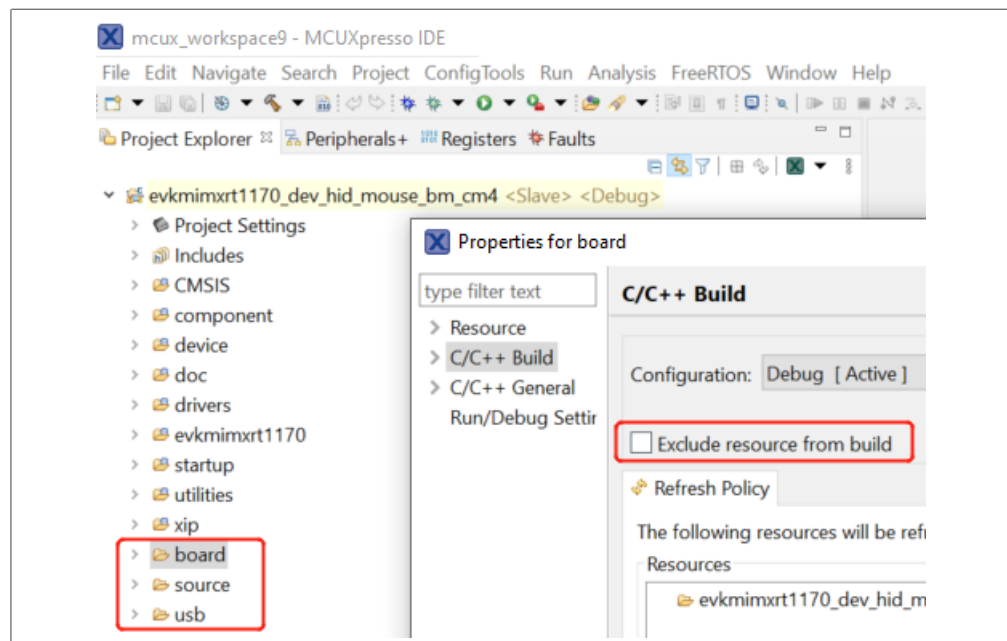 mcux_workspace9 - MCUXpresso IDE
File Edit Navigate Search Project ConfigTools Run Analysis FreeRTOS Window Help
Project Explorer Peripherals+ Registers Faults
evkmimxrt1170_dev_hid_mouse_bm_cm4 <Slave> <Debug>
Project Settings
Includes
CMSIS
component
device
doc
drivers
evkmimxrt1170
startup
utilities
xip
board
source
usb
Properties for board
type filter text
Resource
C/C++ Build
C/C++ General
Run/Debug Settir
C/C++ Build
Configuration: Debug [ Active ]
Exclude resource from build
Refresh Policy
The following resources will be refr
Resources
evkmimxrt1170_dev_hid_m